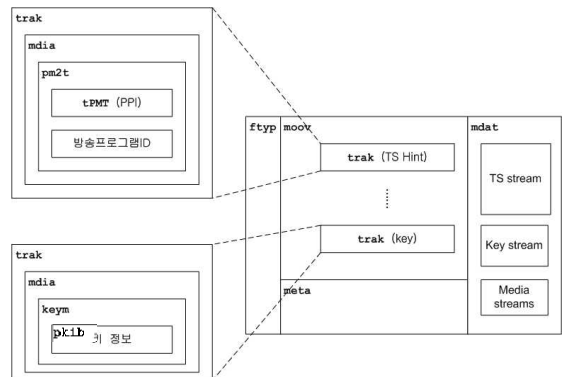 trak
mdia
pm2t
tPMT (PPI)
방송프로그램ID
ftyp
moov
mdat
trak (TS Hint)
TS stream
trak (key)
Key stream
meta
Media
streams
trak
mdia
keym
pkib
정보